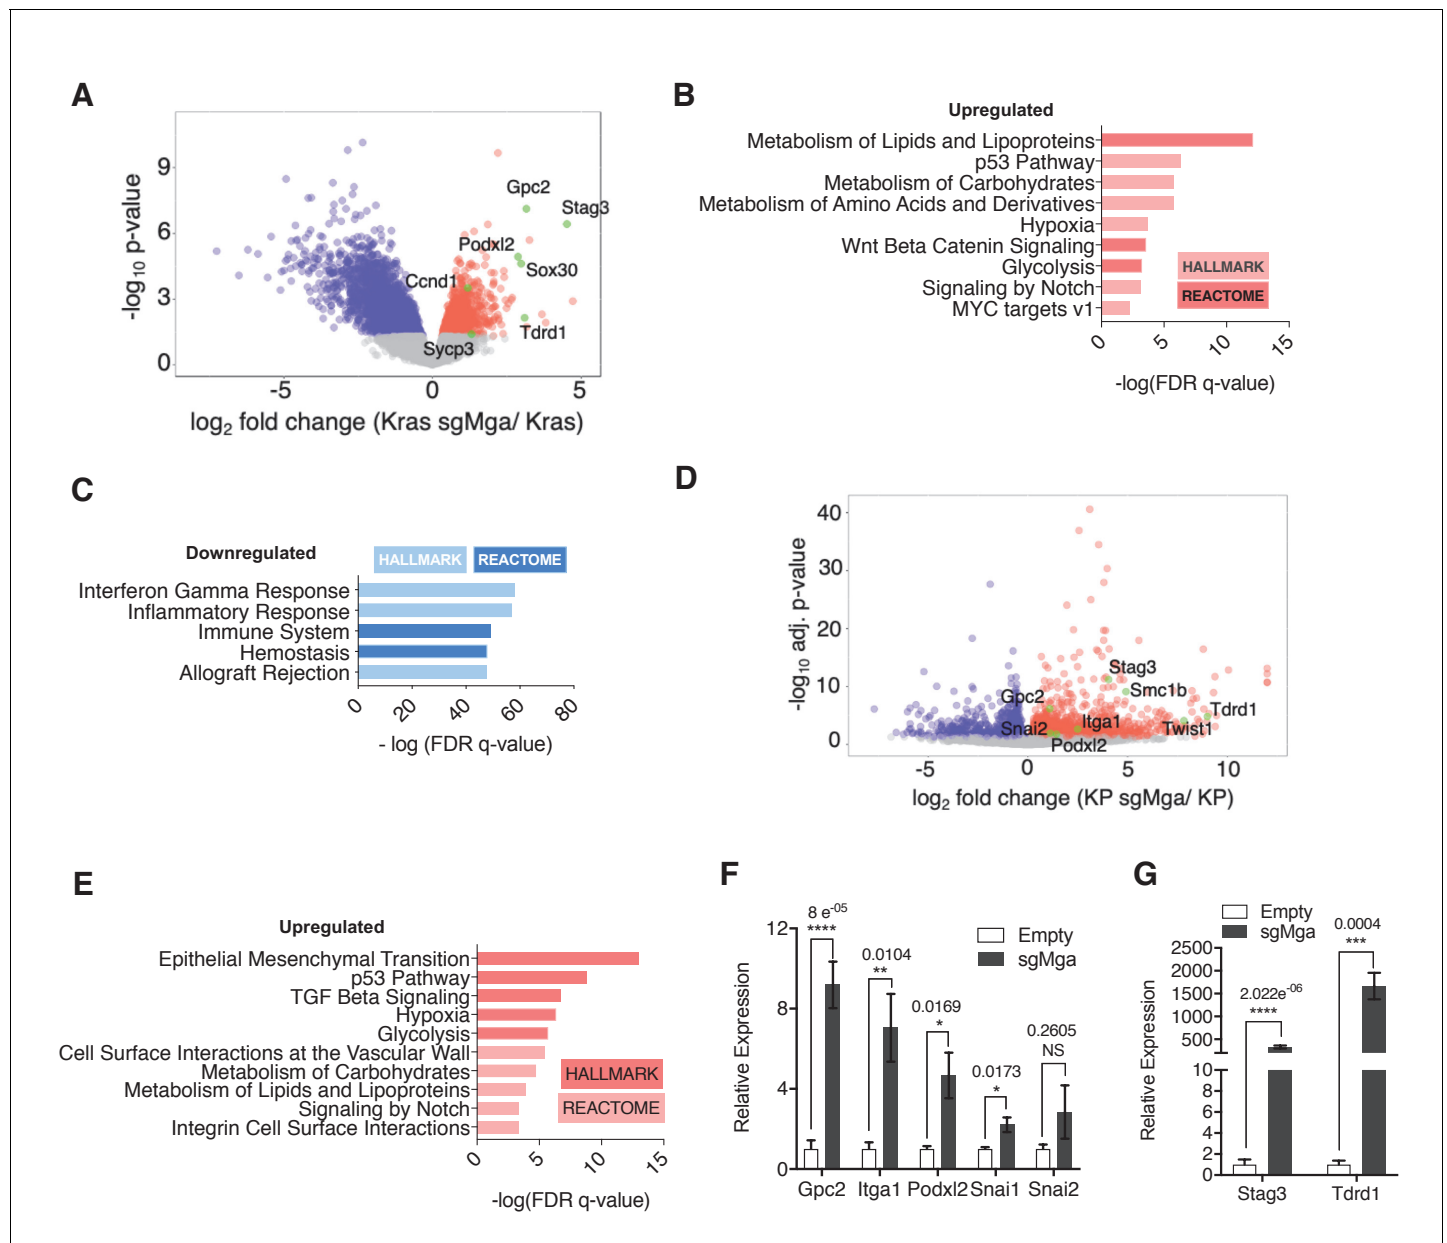 A
-log10 p-value
9
6
3
0
Gpc2
Stag3
Podxl2
Sox30
Ccnd1
Tdrd1
Sycp3
-5
0
5
log2 fold change (Kras sgMga/ Kras)
B
Upregulated
Metabolism of Lipids and Lipoproteins
p53 Pathway
Metabolism of Carbohydrates
Metabolism of Amino Acids and Derivatives
Hypoxia
Wnt Beta Catenin Signaling
Glycolysis
Signaling by Notch
MYC targets v1
HALLMARK
REACTOME
0
5
10
15
-log(FDR q-value)
C
Downregulated
HALLMARK
REACTOME
Interferon Gamma Response
Inflammatory Response
Immune System
Hemostasis
Allograft Rejection
0
20
40
60
80
- log (FDR q-value)
D
-log10 adj. p-value
40
30
20
10
0
Stag3
Gpc2
Smc1b
Tdrd1
Snai2
Itga1
Twist1
Podxl2
-5
0
5
10
log2 fold change (KP sgMga/ KP)
E
Upregulated
Epithelial Mesenchymal Transition
p53 Pathway
TGF Beta Signaling
Hypoxia
Glycolysis
Cell Surface Interactions at the Vascular Wall
Metabolism of Carbohydrates
Metabolism of Lipids and Lipoproteins
Signaling by Notch
Integrin Cell Surface Interactions
HALLMARK
REACTOME
0
5
10
15
-log(FDR q-value)
F
Relative Expression
12
8
4
0
8 e-05
****
0.0104
**
0.0169
*
0.0173
*
0.2605
NS
Empty
sgMga
Gpc2
Itga1
Podxl2
Snai1
Snai2
G
Empty
sgMga
Relative Expression
2500
2000
1500
1000
500
10
8
6
4
2
0
2.022e-06
****
0.0004
***
Stag3
Tdrd1